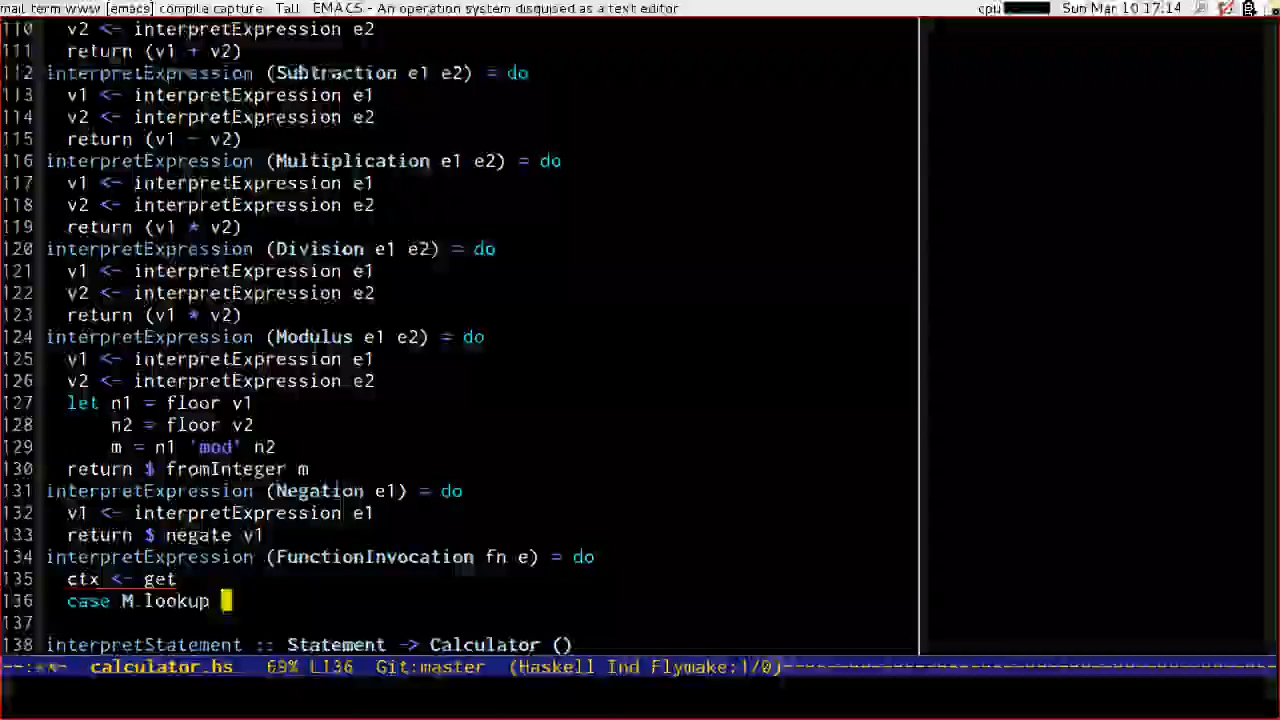 mail term www [emacs] compile capture Tall EMACS - An operation system disguised as a text editor cpu Sun Mar 10 17.14
110 v2 <- interpretExpression e2
111 return (v1 + v2)
112 interpretExpression (Subtraction e1 e2) = do
113 v1 <- interpretExpression e1
114 v2 <- interpretExpression e2
115 return (v1 - v2)
116 interpretExpression (Multiplication e1 e2) = do
117 v1 <- interpretExpression e1
118 v2 <- interpretExpression e2
119 return (v1 * v2)
120 interpretExpression (Division e1 e2) = do
121 v1 <- interpretExpression e1
122 v2 <- interpretExpression e2
123 return (v1 * v2)
124 interpretExpression (Modulus e1 e2) = do
125 v1 <- interpretExpression e1
126 v2 <- interpretExpression e2
127 let n1 = floor v1
128 n2 = floor v2
129 m = n1 `mod` n2
130 return $ fromInteger m
131 interpretExpression (Negation e1) = do
132 v1 <- interpretExpression e1
133 return $ negate v1
134 interpretExpression (FunctionInvocation fn e) = do
135 ctx <- get
136 case M.lookup
137
138 interpretStatement :: Statement -> Calculator ()
calculator.hs 69% L136 Git:master (Haskell Ind Flymake:1/0)